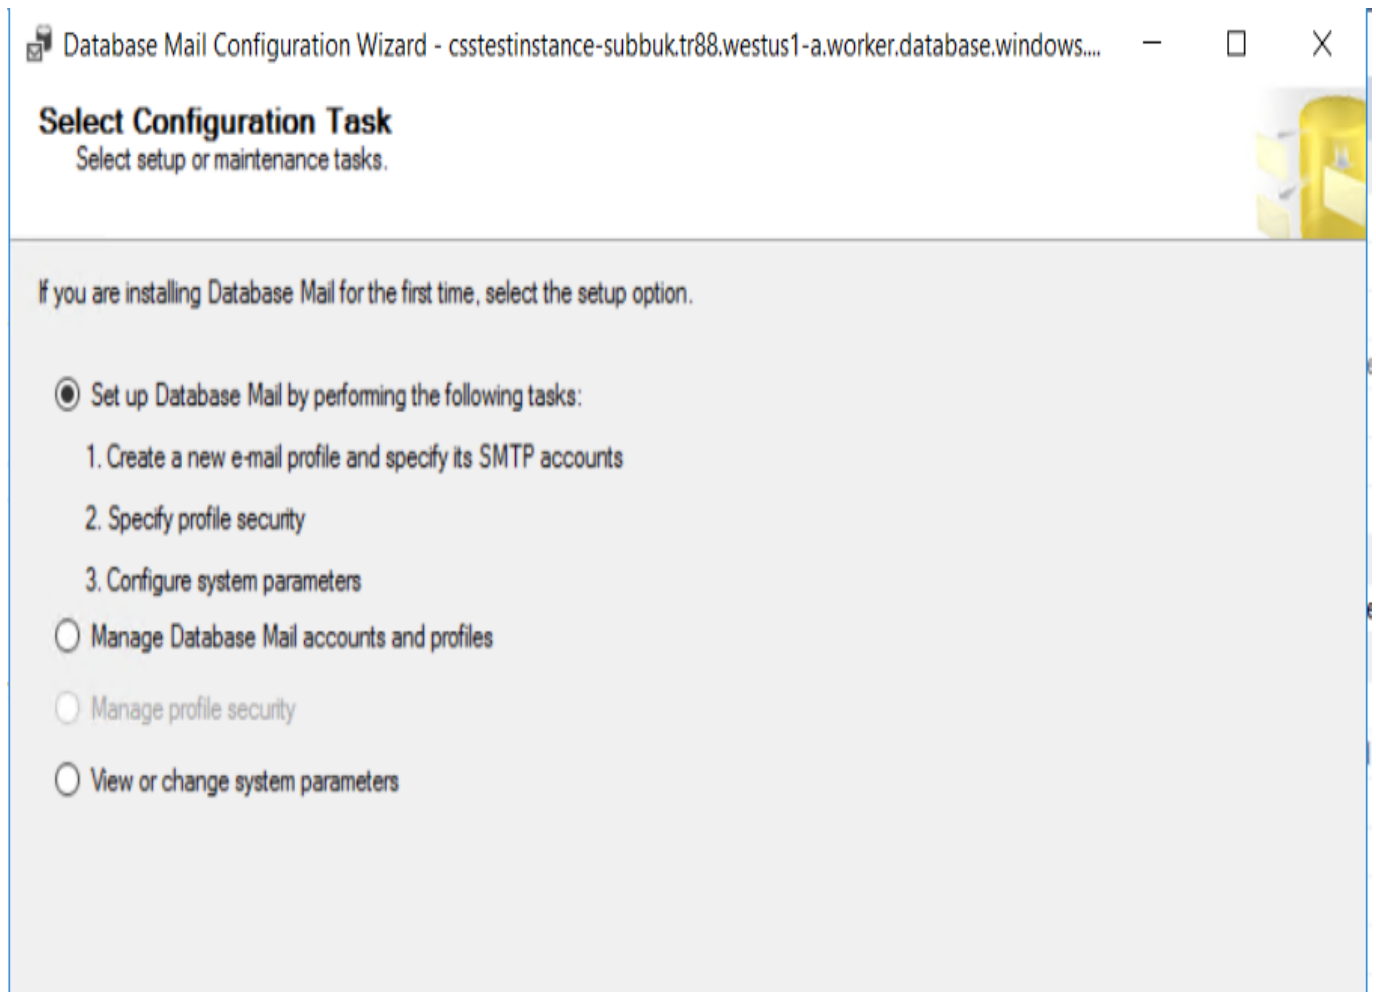 Database Mail Configuration Wizard - csstestinstance-subbuk.tr88.westus1-a.worker.database.windows....
Select Configuration Task
Select setup or maintenance tasks.
If you are installing Database Mail for the first time, select the setup option.
Set up Database Mail by performing the following tasks:
1. Create a new e-mail profile and specify its SMTP accounts
2. Specify profile security
3. Configure system parameters
Manage Database Mail accounts and profiles
Manage profile security
View or change system parameters